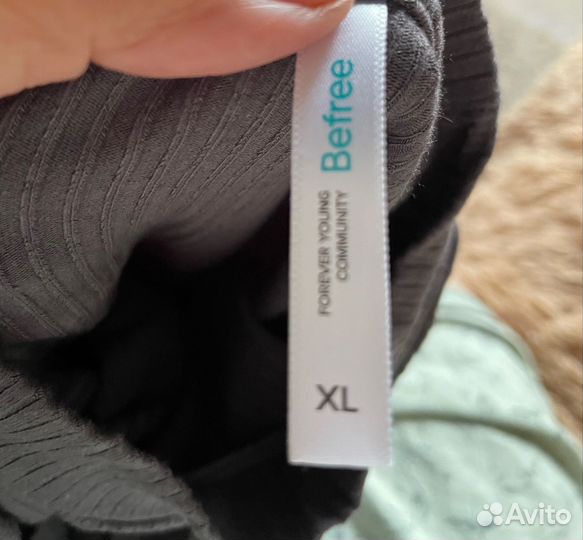 Befree
FOREVER YOUNG
COMMUNITY
XL
Avito